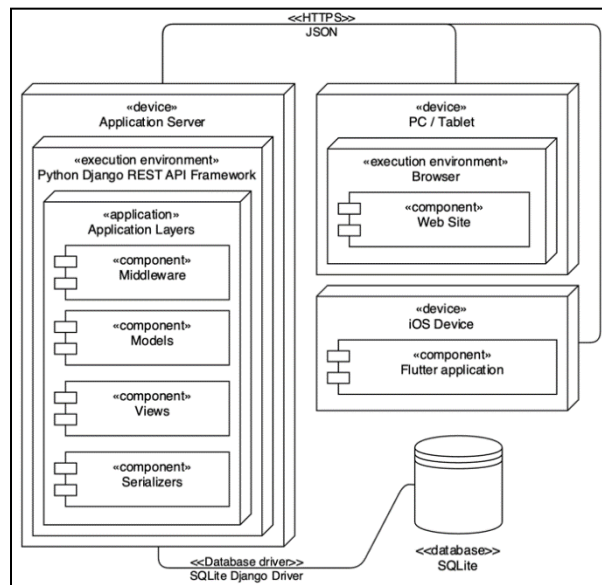 <<HTTPS>>
JSON
«device»
Application Server
«execution environment»
Python Django REST API Framework
«application»
Application Layers
«component»
Middleware
«component»
Models
«component»
Views
«component»
Serializers
«device»
PC / Tablet
«execution environment»
Browser
«component»
Web Site
«device»
iOS Device
«component»
Flutter application
<<Database driver>>
SQLite Django Driver
<<database>>
SQLite